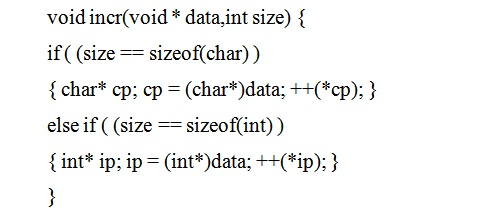 void incr(void * data,int size) {
if ( (size == sizeof(char) )
{ char* cp; cp = (char*)data; ++(*cp); }
else if ( (size == sizeof(int) )
{ int* ip; ip = (int*)data; ++(*ip); }
}